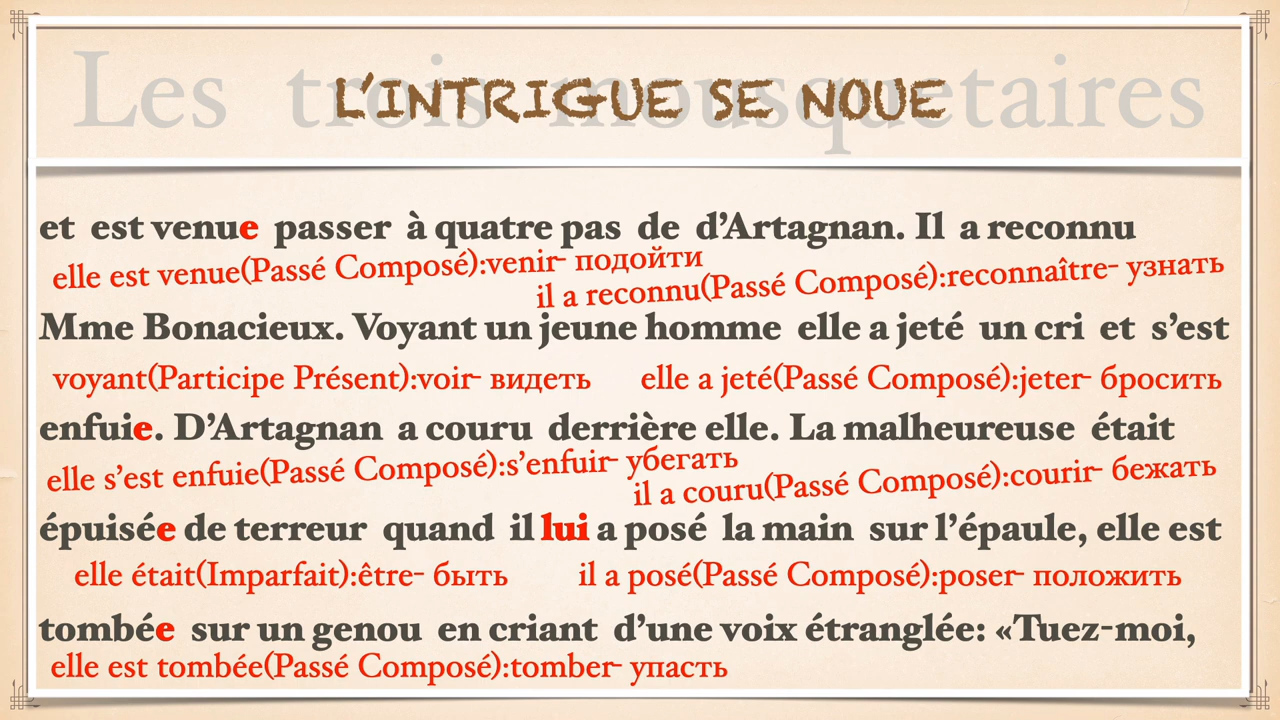 Les trois mousquetaires
L'INTRIGUE SE NOUE
et est venue passer à quatre pas de d'Artagnan. Il a reconnu
elle est venue(Passé Composé):venir- подойти
il a reconnu(Passé Composé):reconnaître- узнать
Mme Bonacieux. Voyant un jeune homme elle a jeté un cri et s'est
voyant(Participe Présent):voir- видеть elle a jeté(Passé Composé):jeter- бросить
enfuie. D'Artagnan a couru derrière elle. La malheureuse était
elle s'est enfuie(Passé Composé):s'enfuir- убегать
il a couru(Passé Composé):courir- бежать
épuisée de terreur quand il lui a posé la main sur l'épaule, elle est
elle était(Imparfait):être- быть il a posé(Passé Composé):poser- положить
tombée sur un genou en criant d'une voix étranglée: «Tuez-moi,
elle est tombée(Passé Composé):tomber- упасть